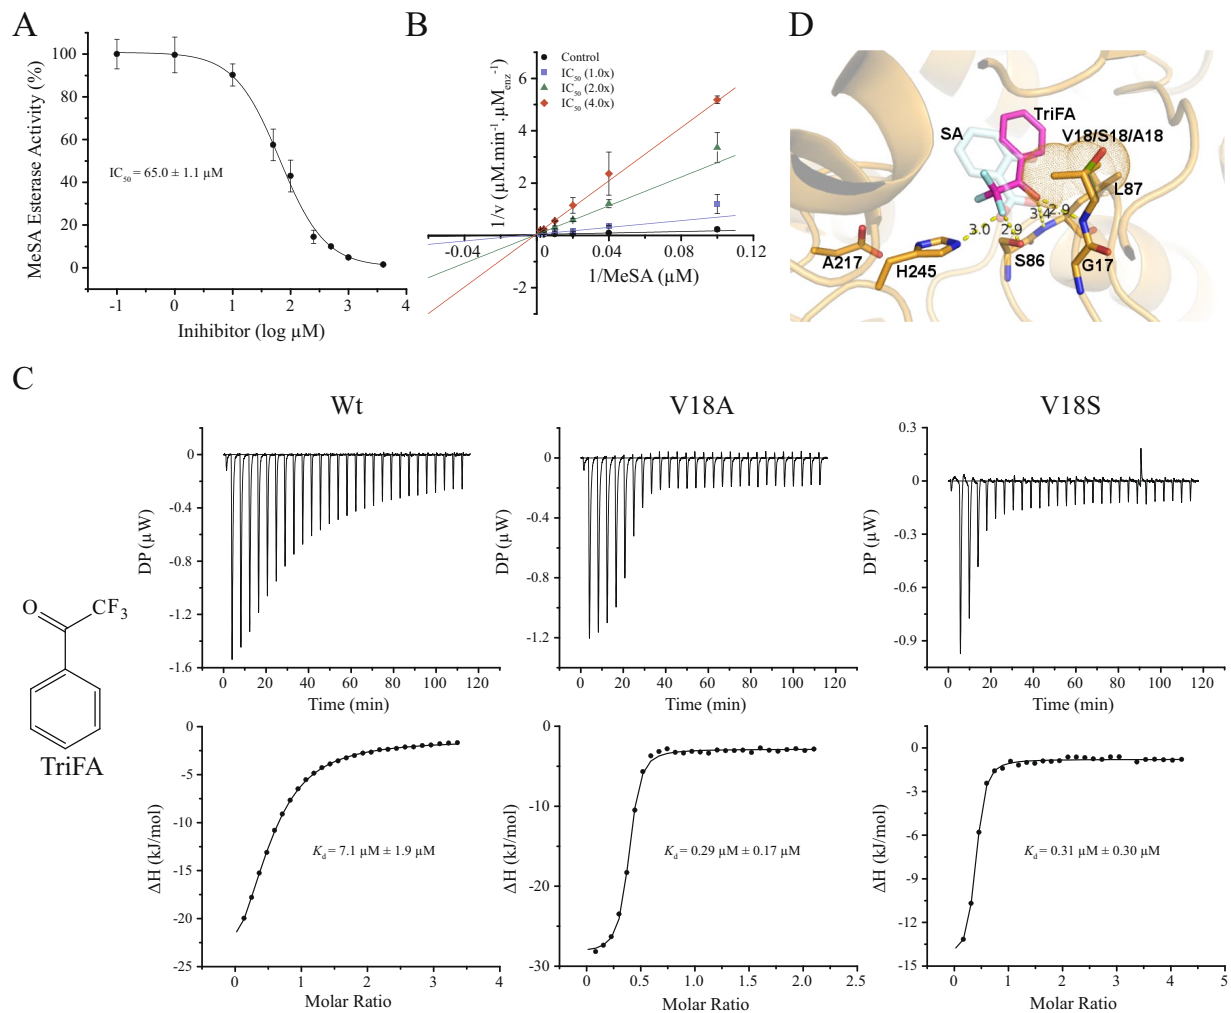 A
MeSA Esterase Activity (%)
100
80
60
40
20
0
IC50 = 65.0 ± 1.1 µM
-1
0
1
2
3
4
Inihibitor (log µM)
B
1/v (µM.min-1.µMenz-1)
6
4
2
-2
Control
IC50 (1.0x)
IC50 (2.0x)
IC50 (4.0x)
-0.04
0.04
0.08
0.12
1/MeSA (µM)
D
TriFA
SA
V18/S18/A18
L87
2.9
3.4
3.0
2.9
A217
H245
S86
G17
C
O
CF3
TriFA
Wt
DP (µW)
0
-0.4
-0.8
-1.2
-1.6
0 20 40 60 80 100 120
Time (min)
ΔH (kJ/mol)
0
-5
-10
-15
-20
-25
Kd = 7.1 µM ± 1.9 µM
0 1 2 3 4
Molar Ratio
V18A
DP (µW)
0
-0.4
-0.8
-1.2
0 20 40 60 80 100 120
Time (min)
ΔH (kJ/mol)
0
-10
-20
-30
Kd = 0.29 µM ± 0.17 µM
0 0.5 1.0 1.5 2.0 2.5
Molar Ratio
V18S
DP (µW)
0.3
0
-0.3
-0.6
-0.9
0 20 40 60 80 100 120
Time (min)
ΔH (kJ/mol)
0
-3
-6
-9
-12
-15
Kd = 0.31 µM ± 0.30 µM
0 1 2 3 4 5
Molar Ratio